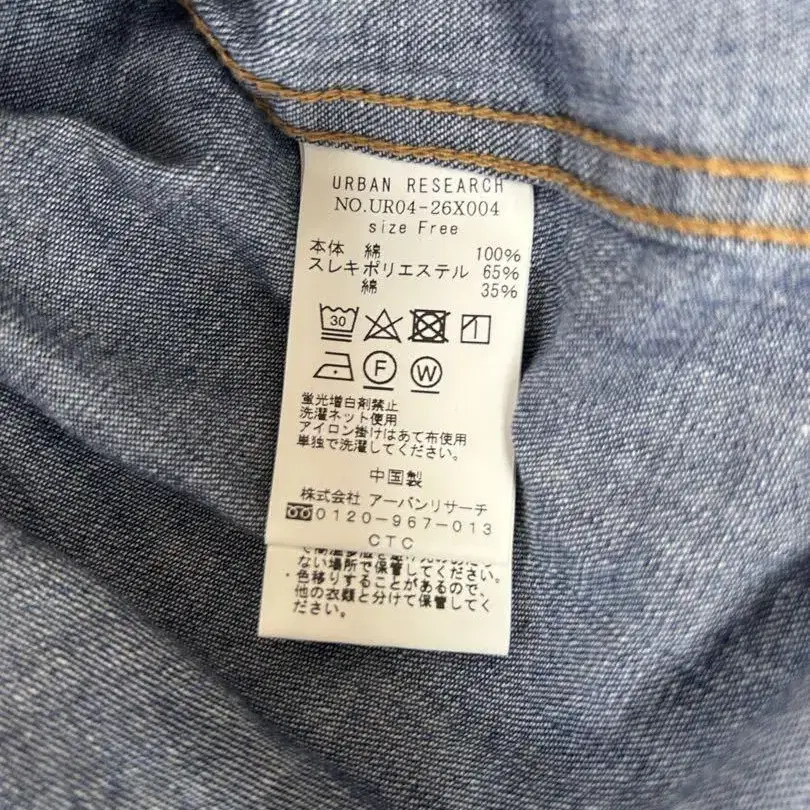 URBAN RESEARCH
NO.UR04-26X004
size Free
本体 綿 100%
スレキポリエステル 65%
綿 35%
30
F W
蛍光増白剤禁止
洗濯ネット使用
アイロン掛けはあて布使用
単独で洗濯してください。
中国製
株式会社 アーバンリサーチ
0120-967-013
CTC
ない場所で保管してください。
・色移りすることがあるので、
他の衣類と分けて保管してく
ださい。